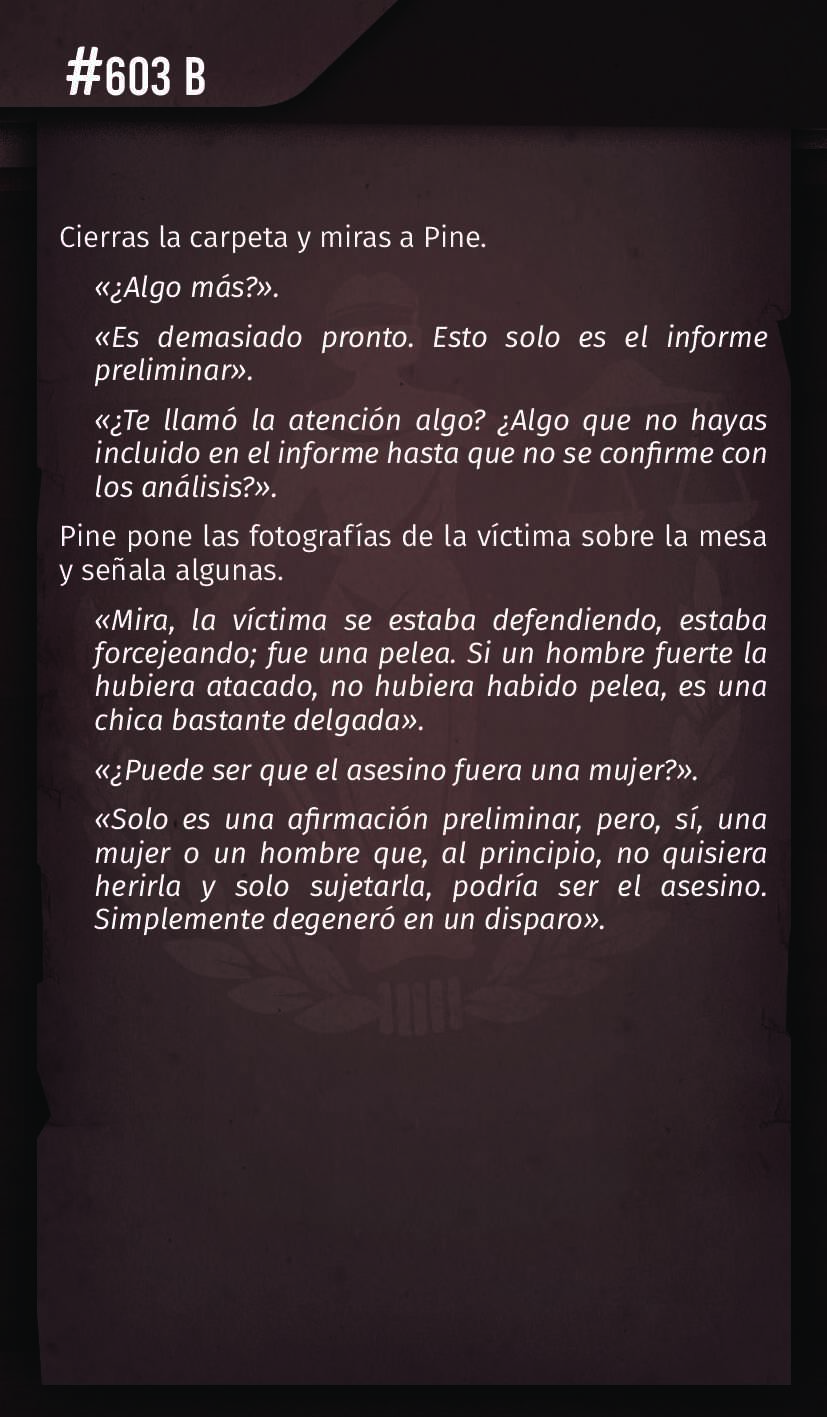 #603 B
Cierras la carpeta y miras a Pine.
«¿Algo más?».
«Es demasiado pronto. Esto solo es el informe
preliminar».
«¿Te llamó la atención algo? ¿Algo que no hayas
incluido en el informe hasta que no se confirme con
los análisis?».
Pine pone las fotografías de la víctima sobre la mesa
y señala algunas.
«Mira, la víctima se estaba defendiendo, estaba
forcejeando; fue una pelea. Si un hombre fuerte la
hubiera atacado, no hubiera habido pelea, es una
chica bastante delgada».
«¿Puede ser que el asesino fuera una mujer?».
«Solo es una afirmación preliminar, pero, sí, una
mujer o un hombre que, al principio, no quisiera
herirla y solo sujetarla, podría ser el asesino.
Simplemente degeneró en un disparo».